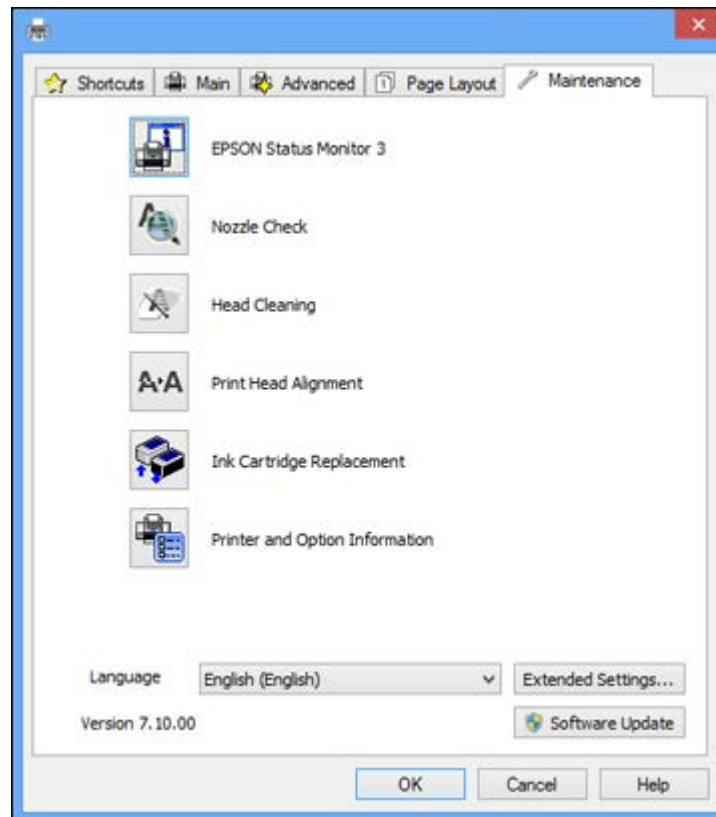 Shortcuts Main Advanced 1 Page Layout Maintenance
EPSON Status Monitor 3
Nozzle Check
Head Cleaning
A·A Print Head Alignment
Ink Cartridge Replacement
Printer and Option Information
Language English (English) Extended Settings...
Version 7.10.00 Software Update
OK Cancel Help